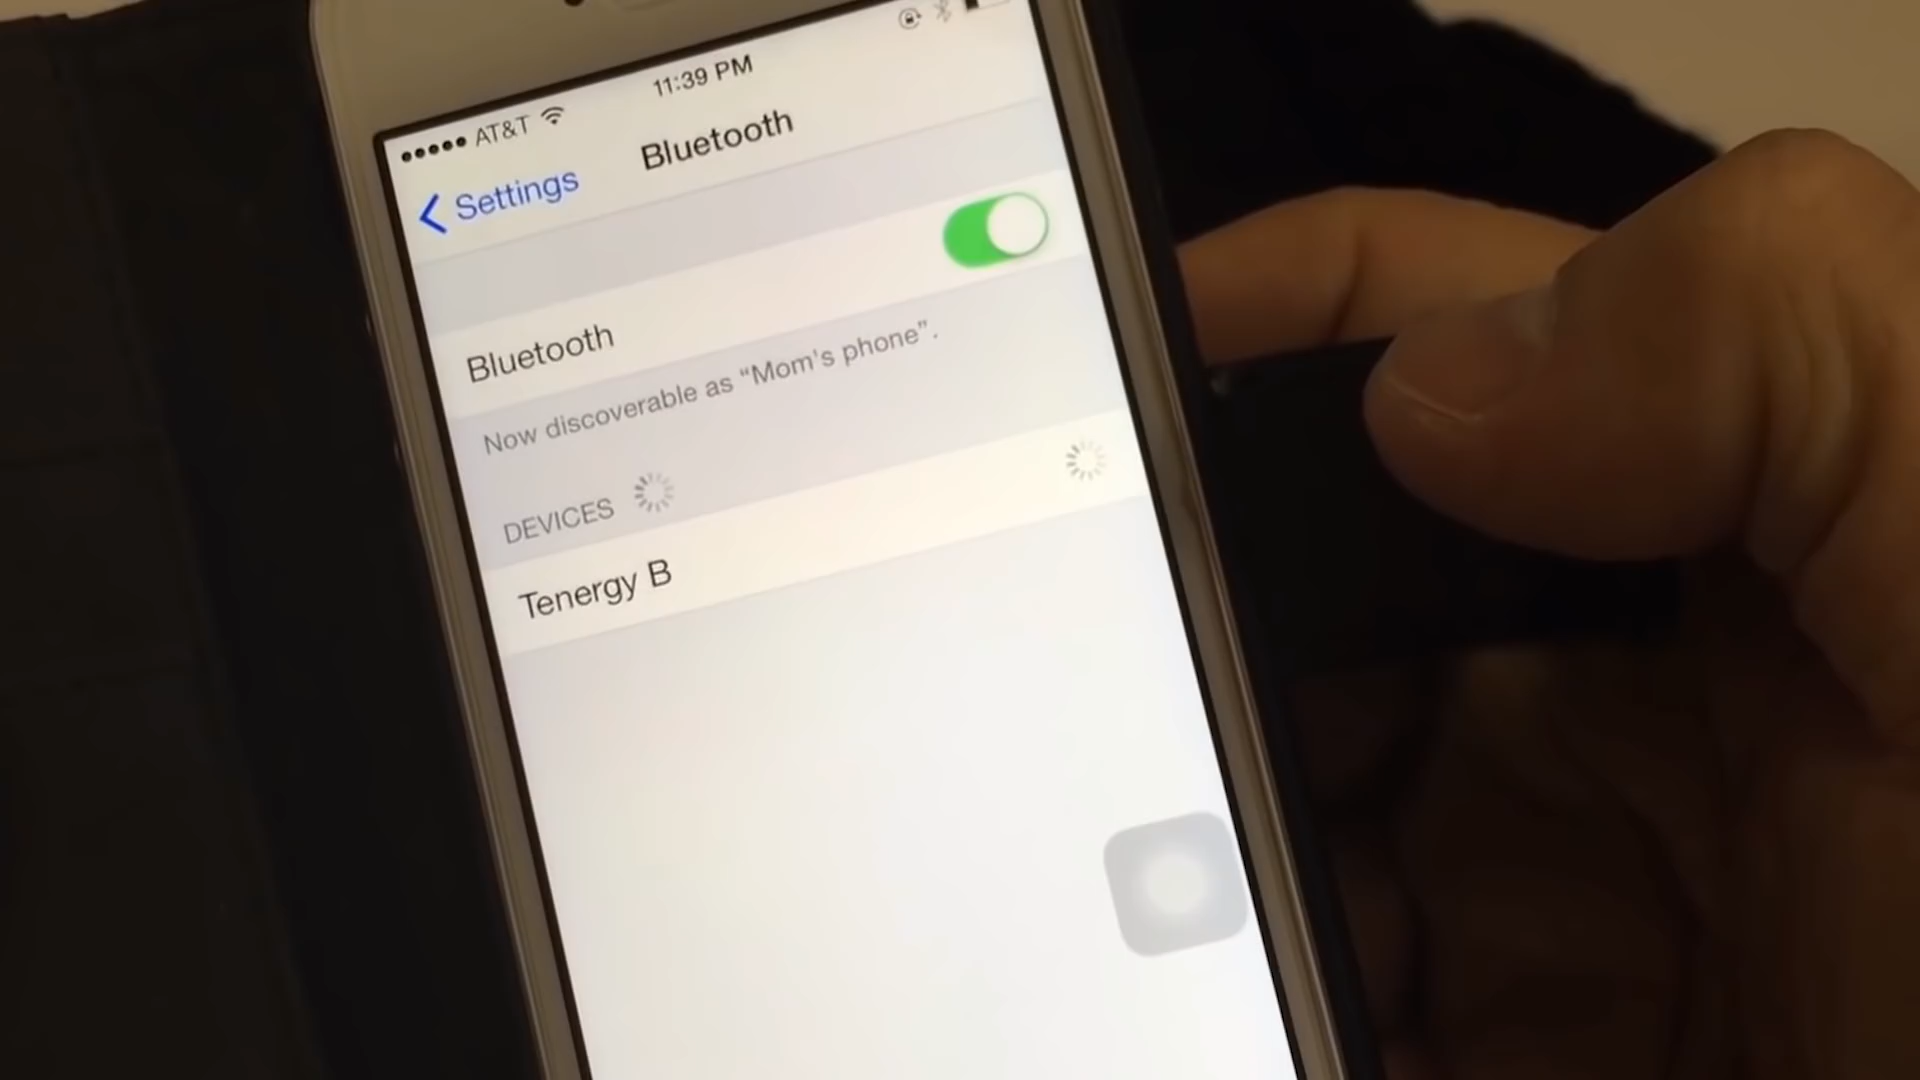 11:39 PM
AT&T
Settings
Bluetooth
Bluetooth
Now discoverable as “Mom's phone”.
DEVICES
Tenergy B